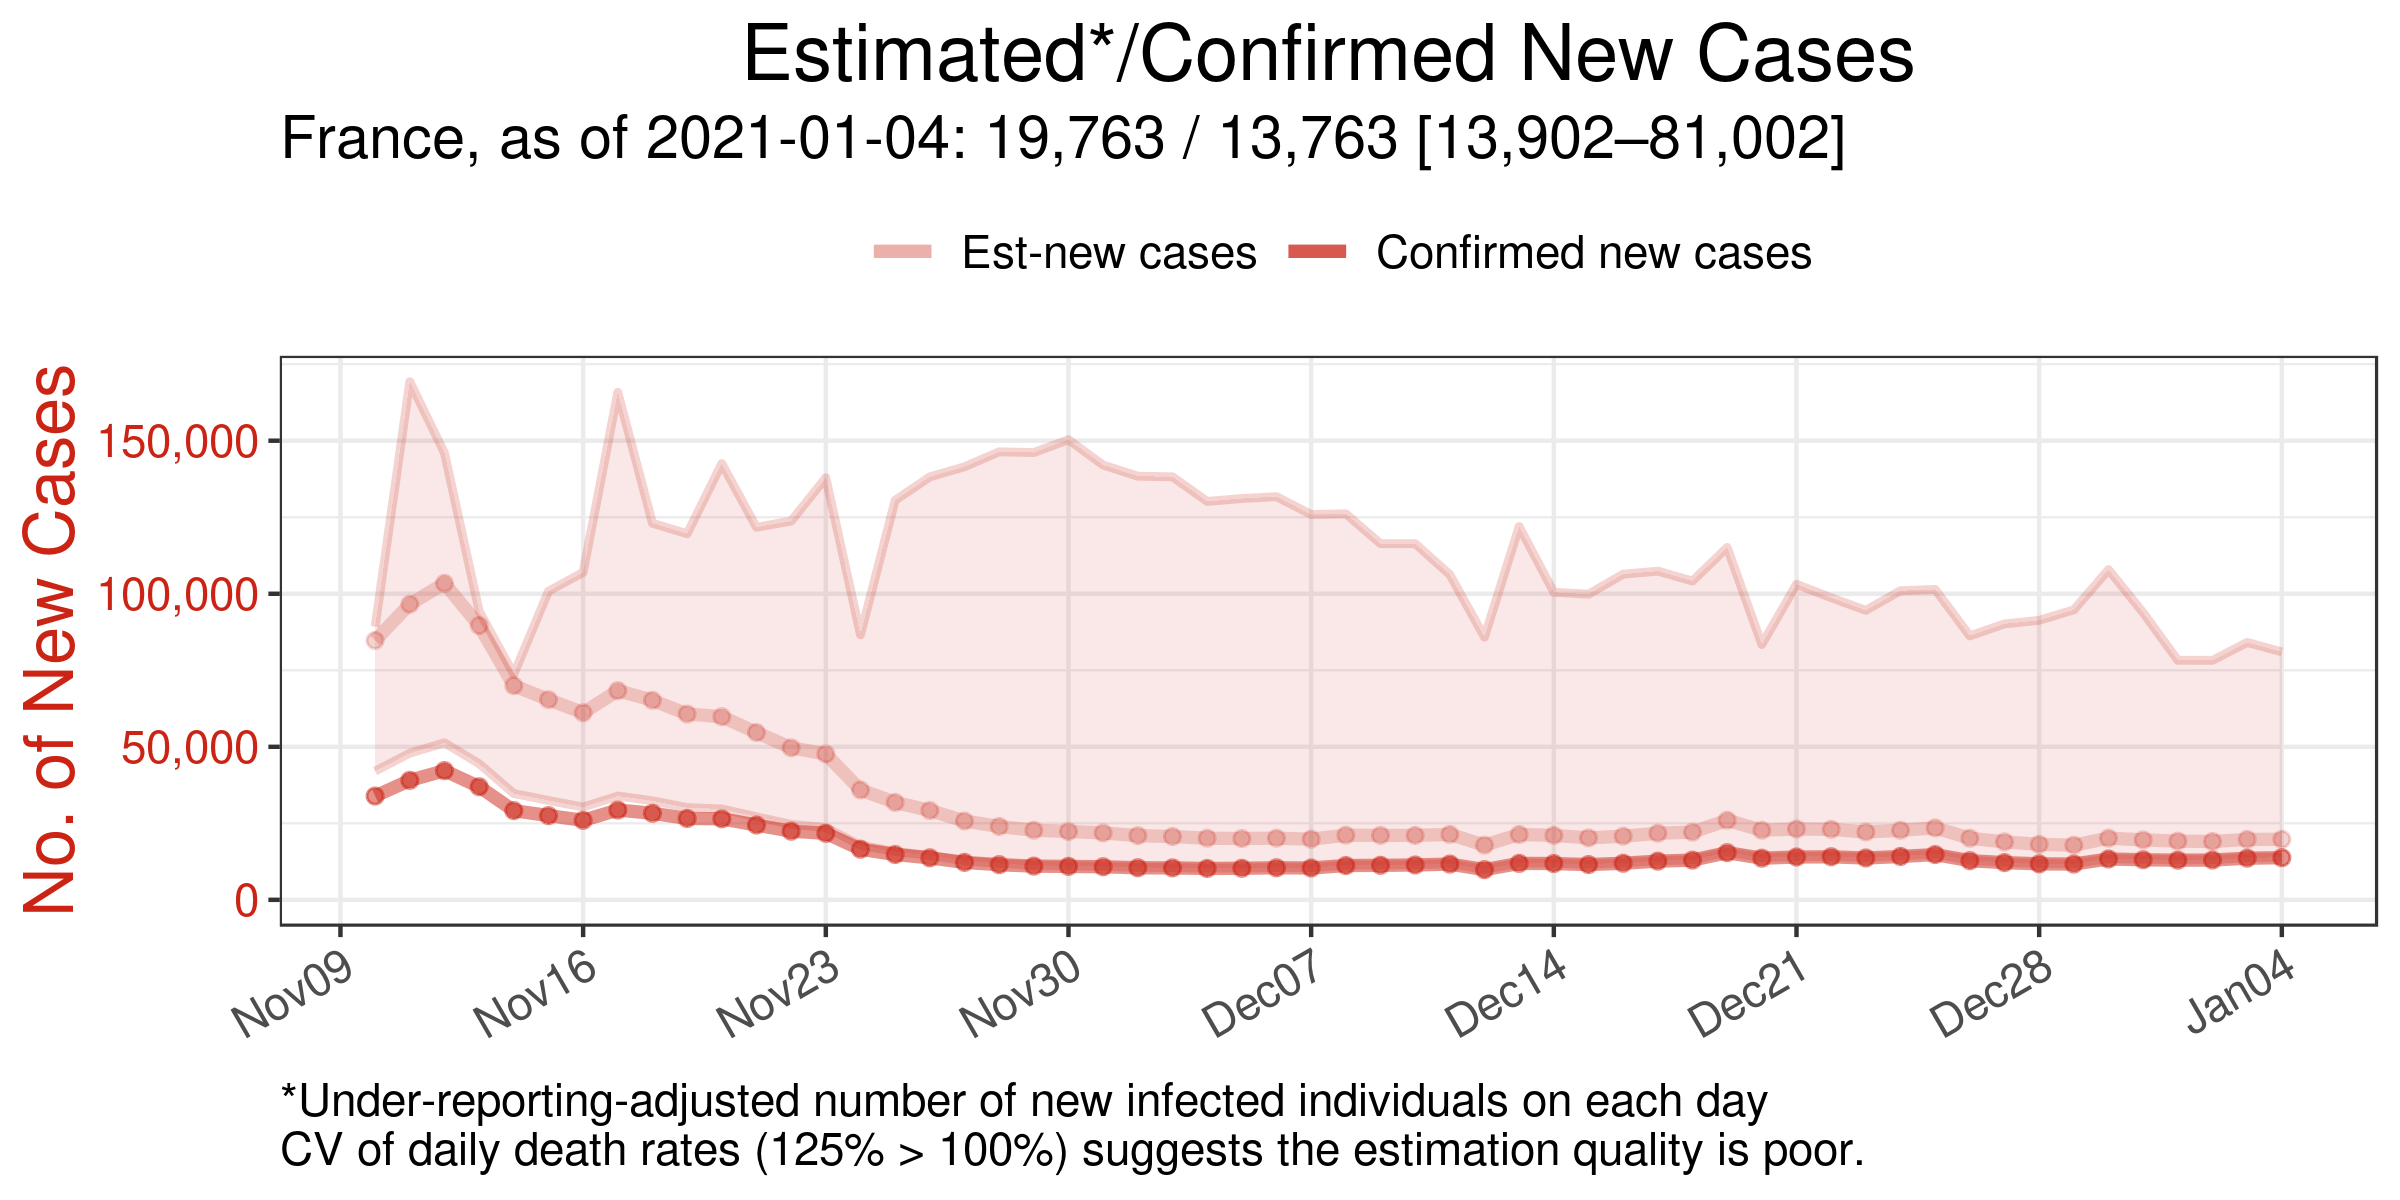 Estimated*/Confirmed New Cases
France, as of 2021-01-04: 19,763 / 13,763 [13,902–81,002]
Est-new cases
Confirmed new cases
No. of New Cases
150,000
100,000
50,000
0
Nov09
Nov16
Nov23
Nov30
Dec07
Dec14
Dec21
Dec28
Jan04
*Under-reporting-adjusted number of new infected individuals on each day
CV of daily death rates (125% > 100%) suggests the estimation quality is poor.